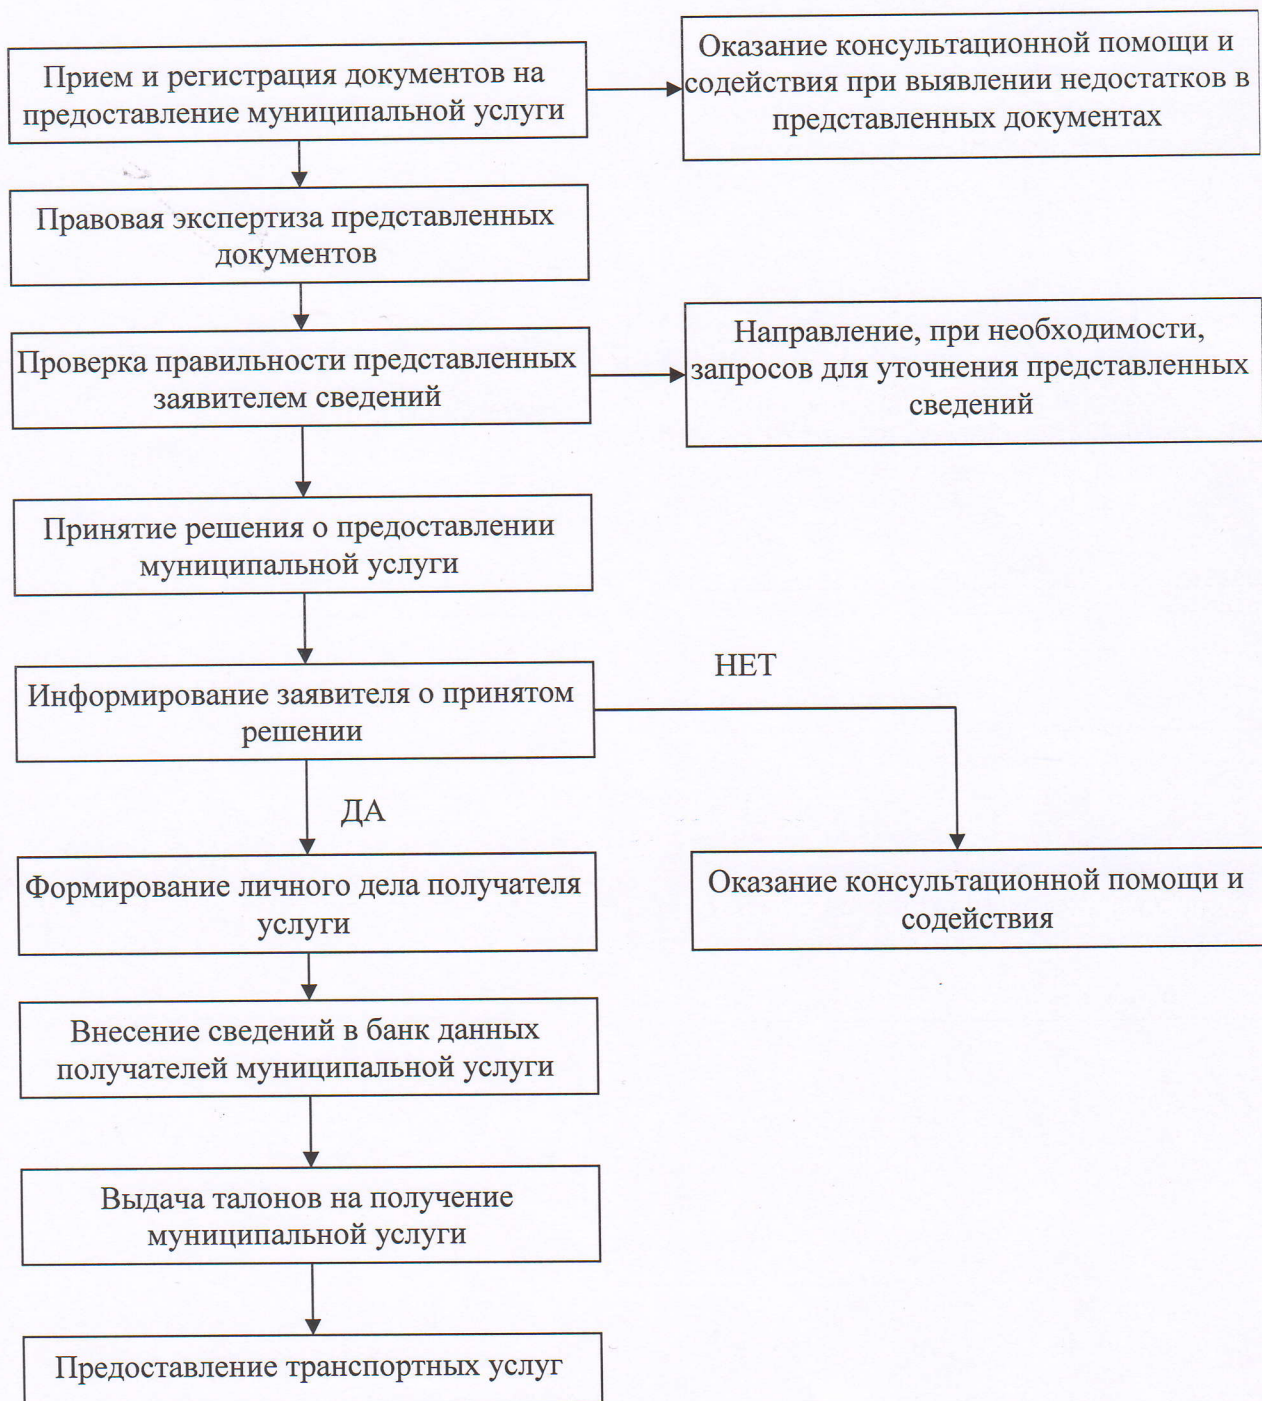 Прием и регистрация документов на
предоставление муниципальной услуги
Оказание консультационной помощи и
содействия при выявлении недостатков в
представленных документах
Правовая экспертиза представленных
документов
Проверка правильности представленных
заявителем сведений
Направление, при необходимости,
запросов для уточнения представленных
сведений
Принятие решения о предоставлении
муниципальной услуги
Информирование заявителя о принятом
решении
НЕТ
ДА
Формирование личного дела получателя
услуги
Оказание консультационной помощи и
содействия
Внесение сведений в банк данных
получателей муниципальной услуги
Выдача талонов на получение
муниципальной услуги
Предоставление транспортных услуг